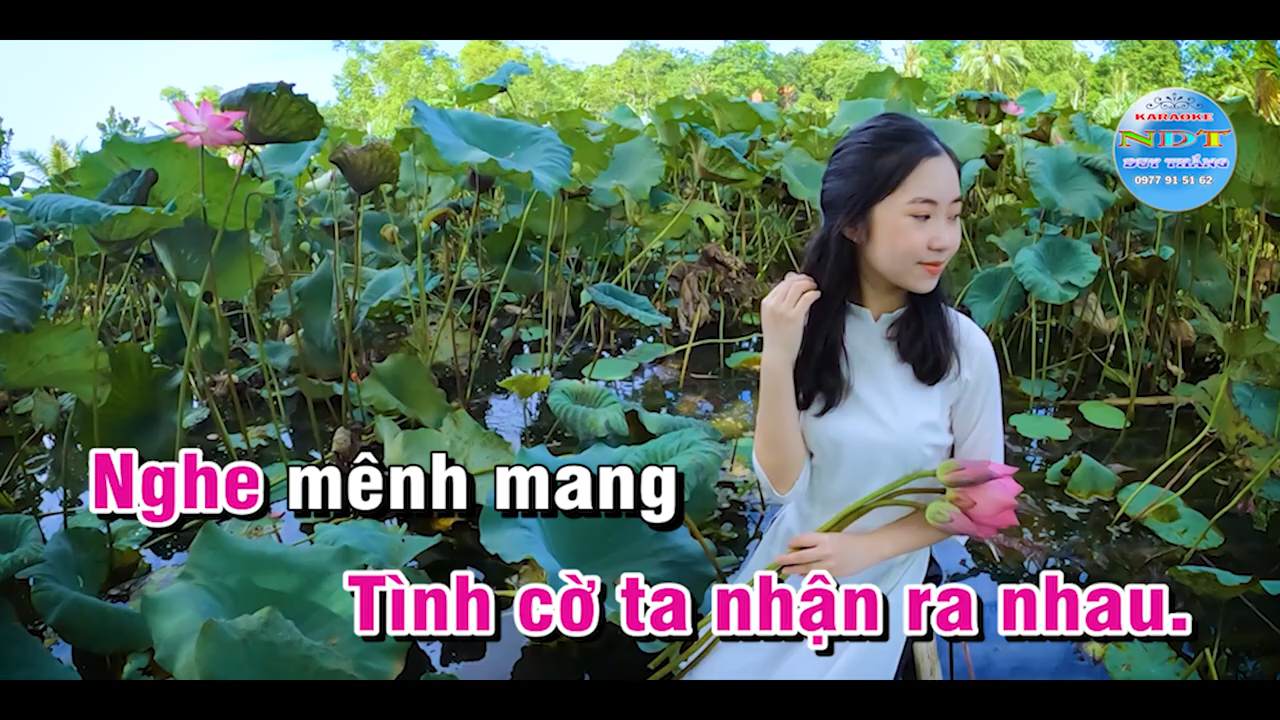 KARAOKE
NDT
DUY THẮNG
0977 91 51 62
Nghe mênh mang
Tình cờ ta nhận ra nhau.